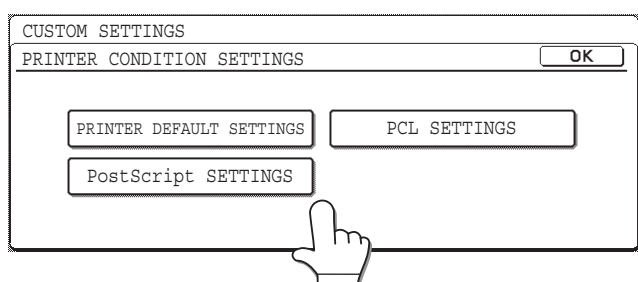 CUSTOM SETTINGS
PRINTER CONDITION SETTINGS OK
PRINTER DEFAULT SETTINGS PCL SETTINGS
PostScript SETTINGS